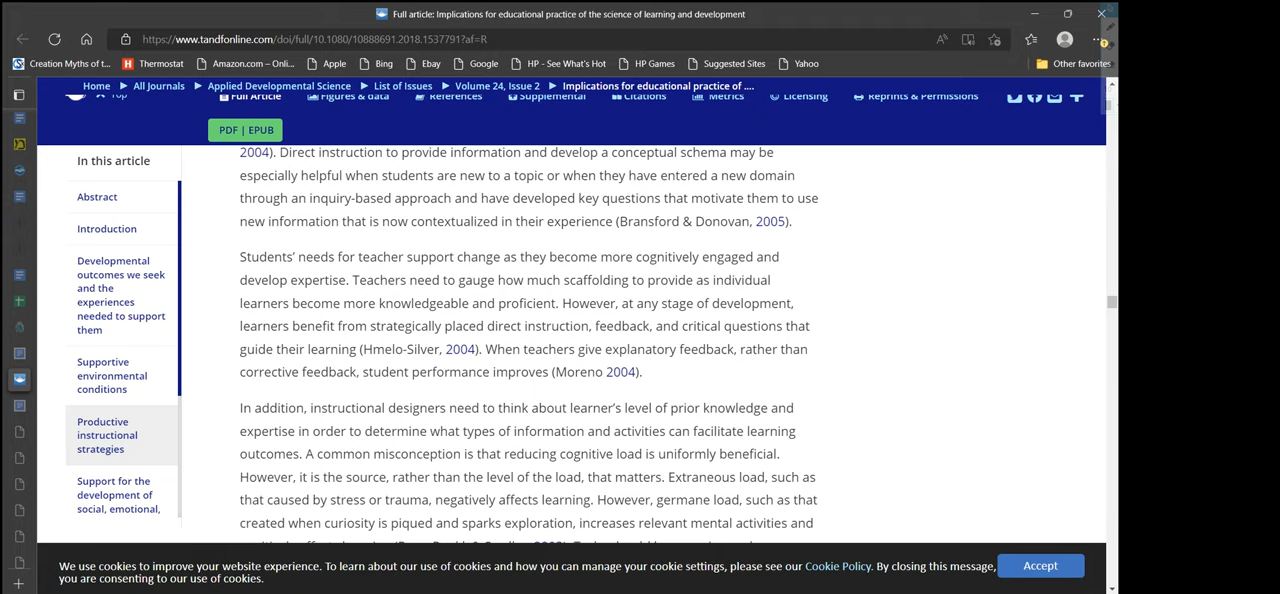 Full article: Implications for educational practice of the science of learning and development
https://www.tandfonline.com/doi/full/10.1080/10888691.2018.1537791?af=R
Creation Myths of t... Thermostat Amazon.com – Onli... Apple Bing Ebay Google HP - See What's Hot HP Games Suggested Sites Yahoo Other favorites
Home ▶ All Journals ▶ Applied Developmental Science ▶ List of Issues ▶ Volume 24, Issue 2 ▶ Implications for educational practice of ....
Top Full Article Figures & data References Supplemental Citations Metrics Licensing Reprints & Permissions
PDF | EPUB
In this article
Abstract
Introduction
Developmental
outcomes we seek
and the
experiences
needed to support
them
Supportive
environmental
conditions
Productive
instructional
strategies
Support for the
development of
social, emotional,
2004). Direct instruction to provide information and develop a conceptual schema may be
especially helpful when students are new to a topic or when they have entered a new domain
through an inquiry-based approach and have developed key questions that motivate them to use
new information that is now contextualized in their experience (Bransford & Donovan, 2005).
Students' needs for teacher support change as they become more cognitively engaged and
develop expertise. Teachers need to gauge how much scaffolding to provide as individual
learners become more knowledgeable and proficient. However, at any stage of development,
learners benefit from strategically placed direct instruction, feedback, and critical questions that
guide their learning (Hmelo-Silver, 2004). When teachers give explanatory feedback, rather than
corrective feedback, student performance improves (Moreno 2004).
In addition, instructional designers need to think about learner's level of prior knowledge and
expertise in order to determine what types of information and activities can facilitate learning
outcomes. A common misconception is that reducing cognitive load is uniformly beneficial.
However, it is the source, rather than the level of the load, that matters. Extraneous load, such as
that caused by stress or trauma, negatively affects learning. However, germane load, such as that
created when curiosity is piqued and sparks exploration, increases relevant mental activities and
We use cookies to improve your website experience. To learn about our use of cookies and how you can manage your cookie settings, please see our Cookie Policy. By closing this message,
you are consenting to our use of cookies.
Accept